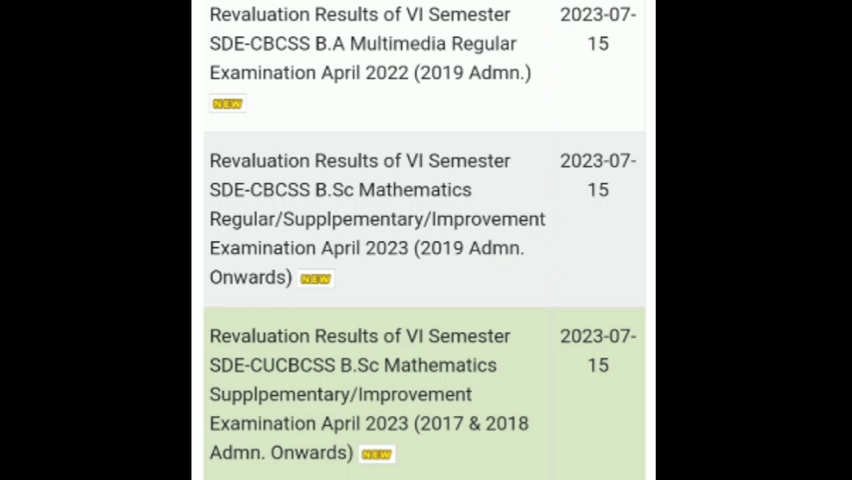 Revaluation Results of VI Semester 2023-07-
SDE-CBCSS B.A Multimedia Regular 15
Examination April 2022 (2019 Admn.)
NEW
Revaluation Results of VI Semester 2023-07-
SDE-CBCSS B.Sc Mathematics 15
Regular/Supplpementary/Improvement
Examination April 2023 (2019 Admn.
Onwards) NEW
Revaluation Results of VI Semester 2023-07-
SDE-CUCBCSS B.Sc Mathematics 15
Supplpementary/Improvement
Examination April 2023 (2017 & 2018
Admn. Onwards) NEW